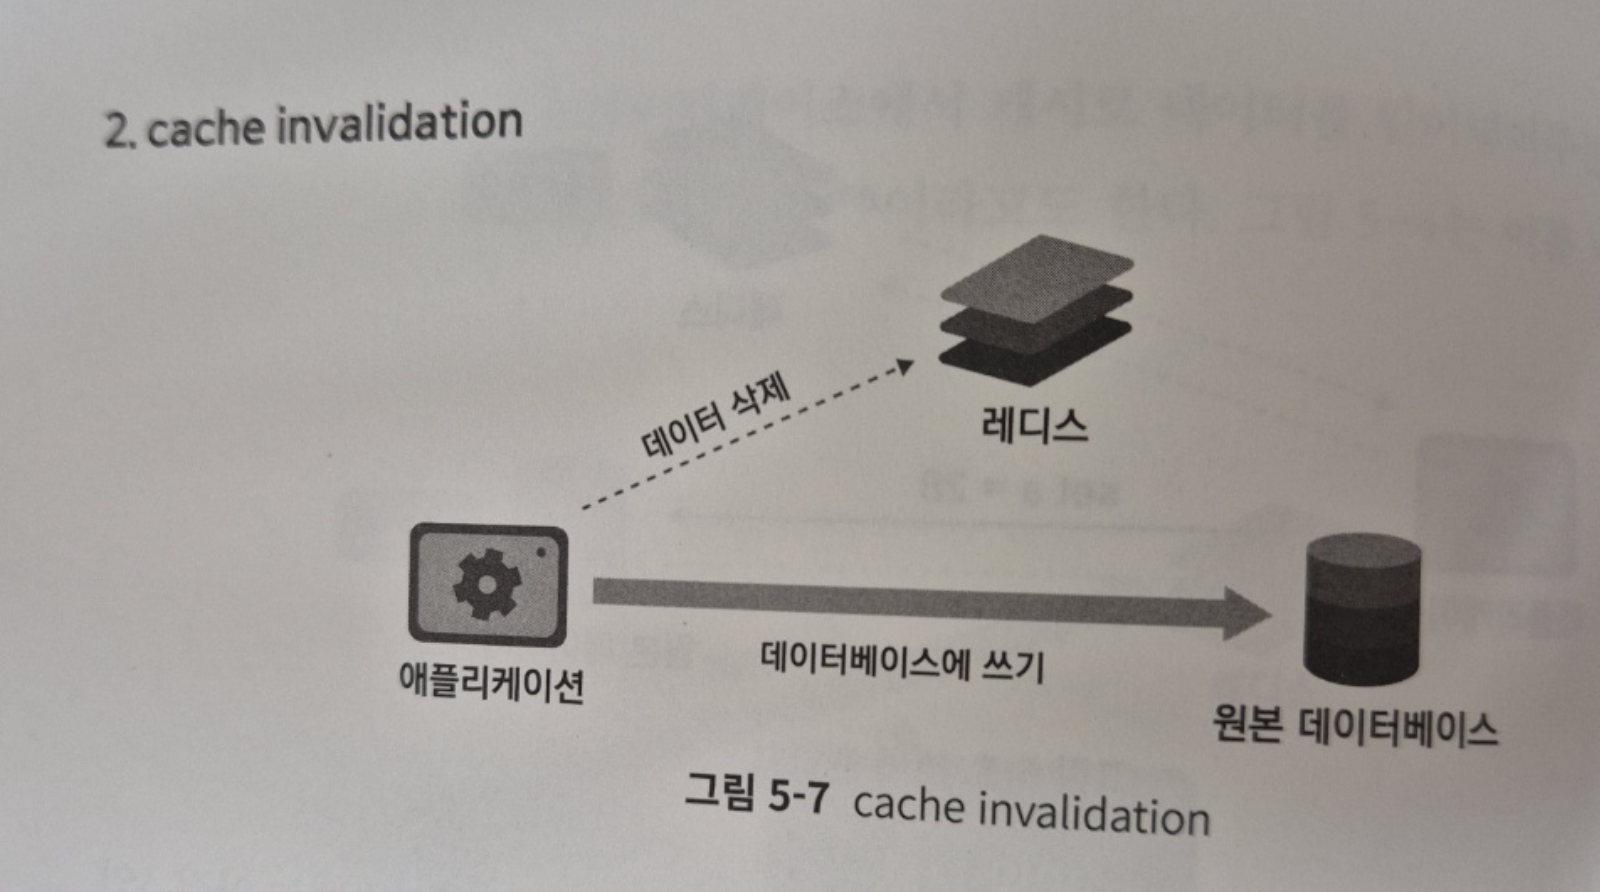 2. cache invalidation
데이터 삭제
레디스
애플리케이션
데이터베이스에 쓰기
원본 데이터베이스
그림 5-7 cache invalidation